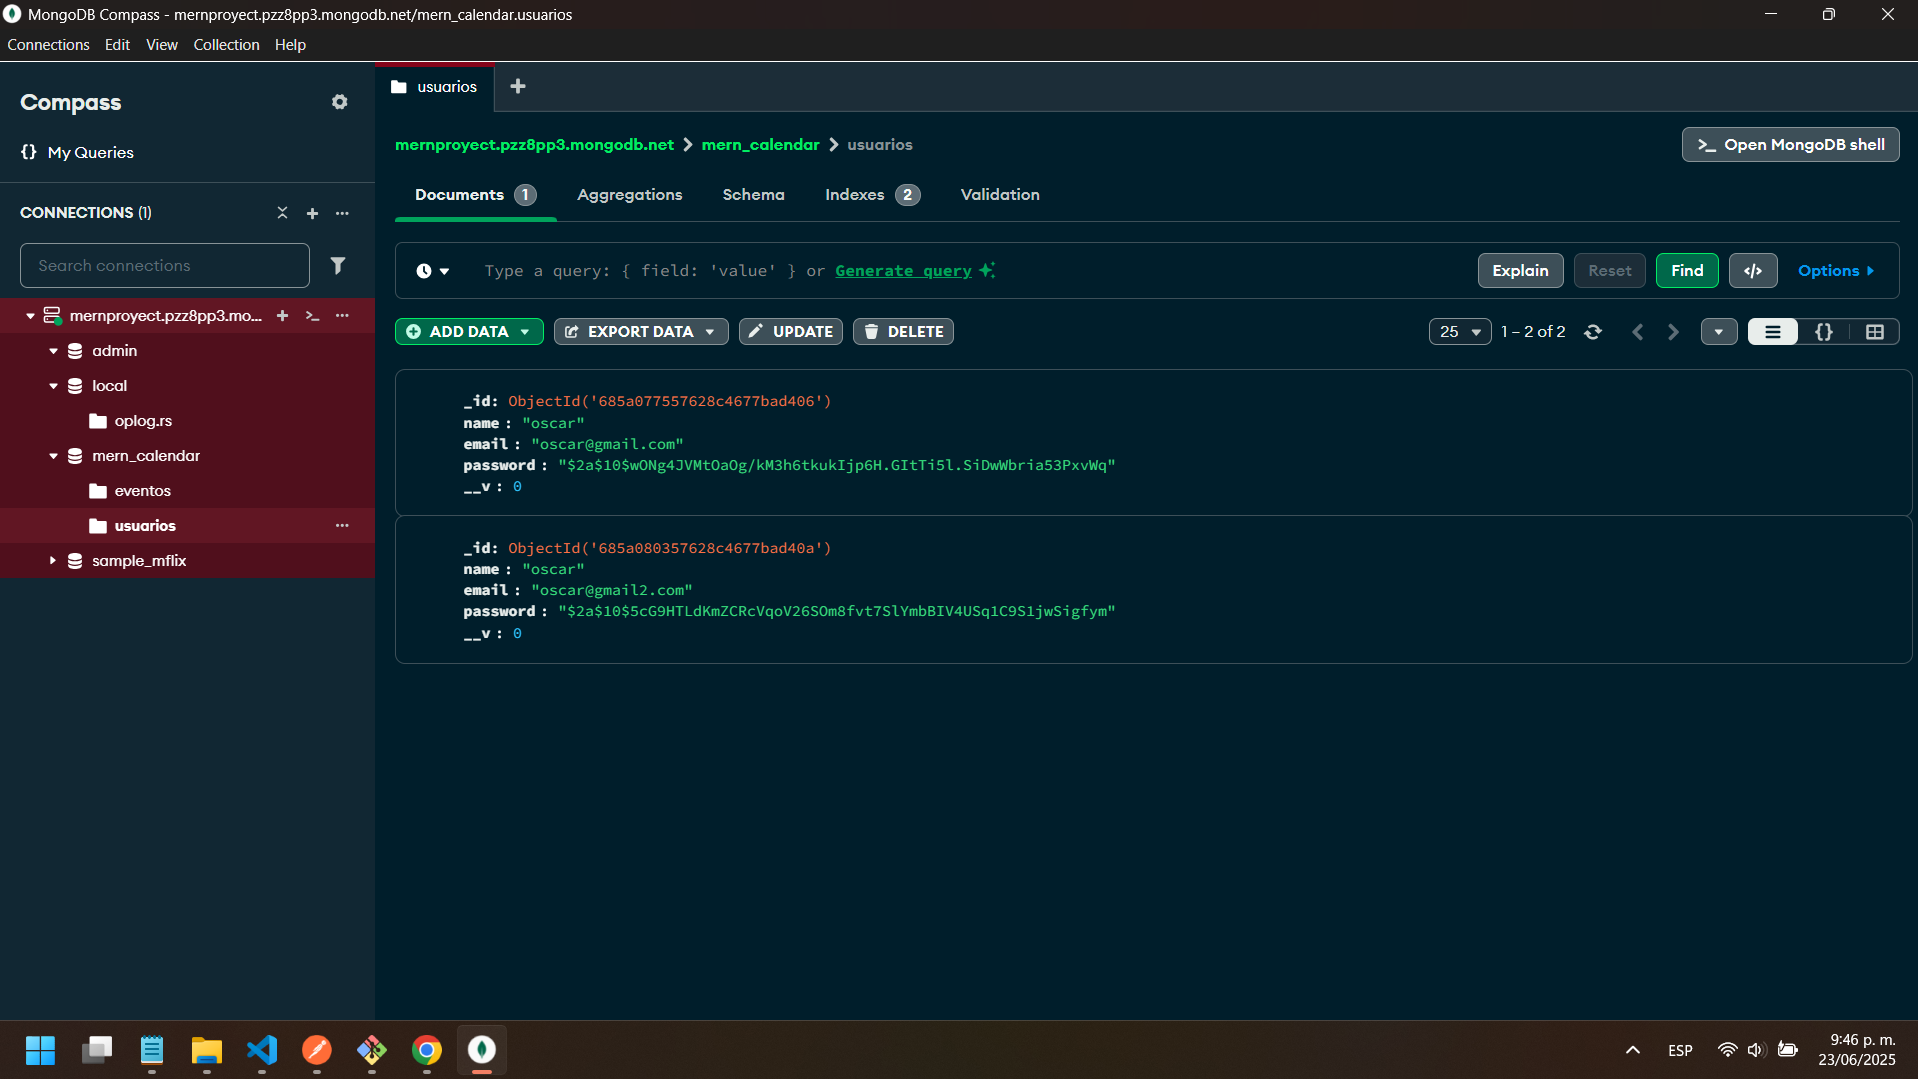 MongoDB Compass - mernproyect.pzz8pp3.mongodb.net/mern_calendar.usuarios
Connections Edit View Collection Help
Compass
usuarios
{} My Queries
mernproyect.pzz8pp3.mongodb.net > mern_calendar > usuarios
>_ Open MongoDB shell
CONNECTIONS (1)
Documents 1 Aggregations Schema Indexes 2 Validation
Search connections
Type a query: { field: 'value' } or Generate query
Explain Reset Find </> Options
mernproyect.pzz8pp3.mo...
ADD DATA EXPORT DATA UPDATE DELETE
25 1 – 2 of 2
admin
local
oplog.rs
mern_calendar
eventos
usuarios
sample_mflix
_id: ObjectId('685a077557628c4677bad406')
name : "oscar"
email : "oscar@gmail.com"
password : "$2a$10$wONg4JVMtOaOg/kM3h6tkukIjp6H.GItTi5l.SiDwWbria53PxvWq"
__v : 0
_id: ObjectId('685a080357628c4677bad40a')
name : "oscar"
email : "oscar@gmail2.com"
password : "$2a$10$5cG9HTLdKmZCRcVqoV26SOm8fvt7SlYmbBIV4USq1C9S1jwSigfym"
__v : 0
ESP
9:46 p. m.
23/06/2025